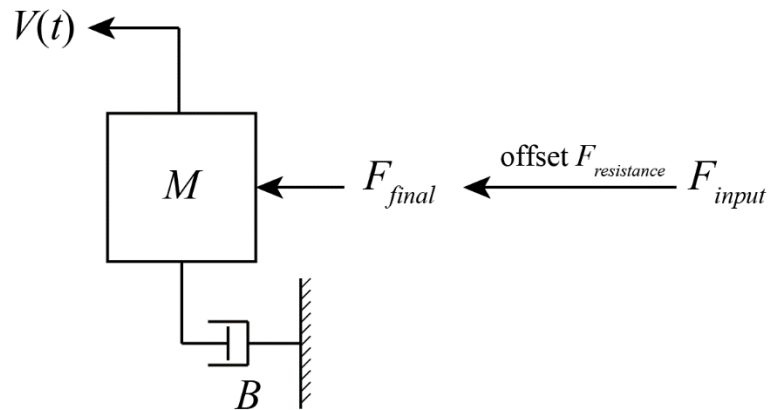 V(t)
M
F_final
offset F_resistance
F_input
B